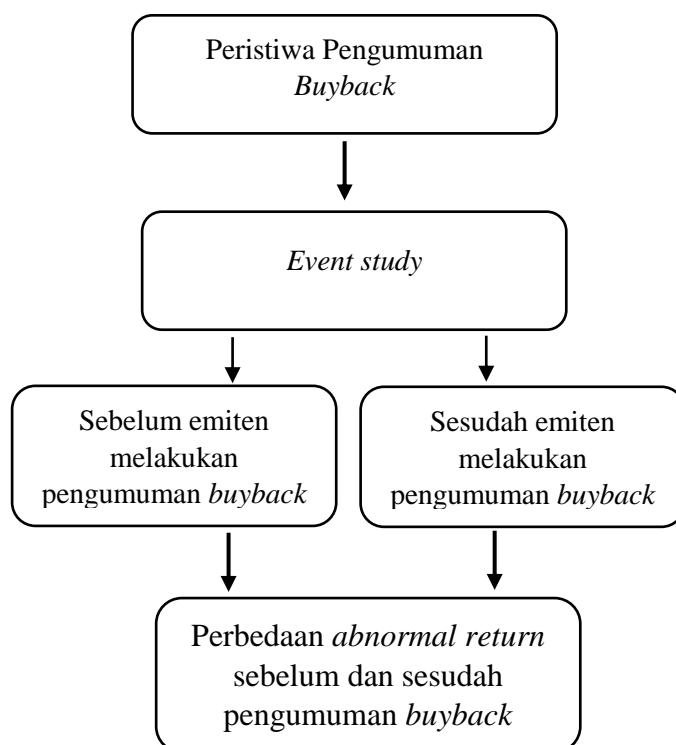 Peristiwa Pengumuman
Buyback
Event study
Sebelum emiten
melakukan
pengumuman buyback
Sesudah emiten
melakukan
pengumuman buyback
Perbedaan abnormal return
sebelum dan sesudah
pengumuman buyback